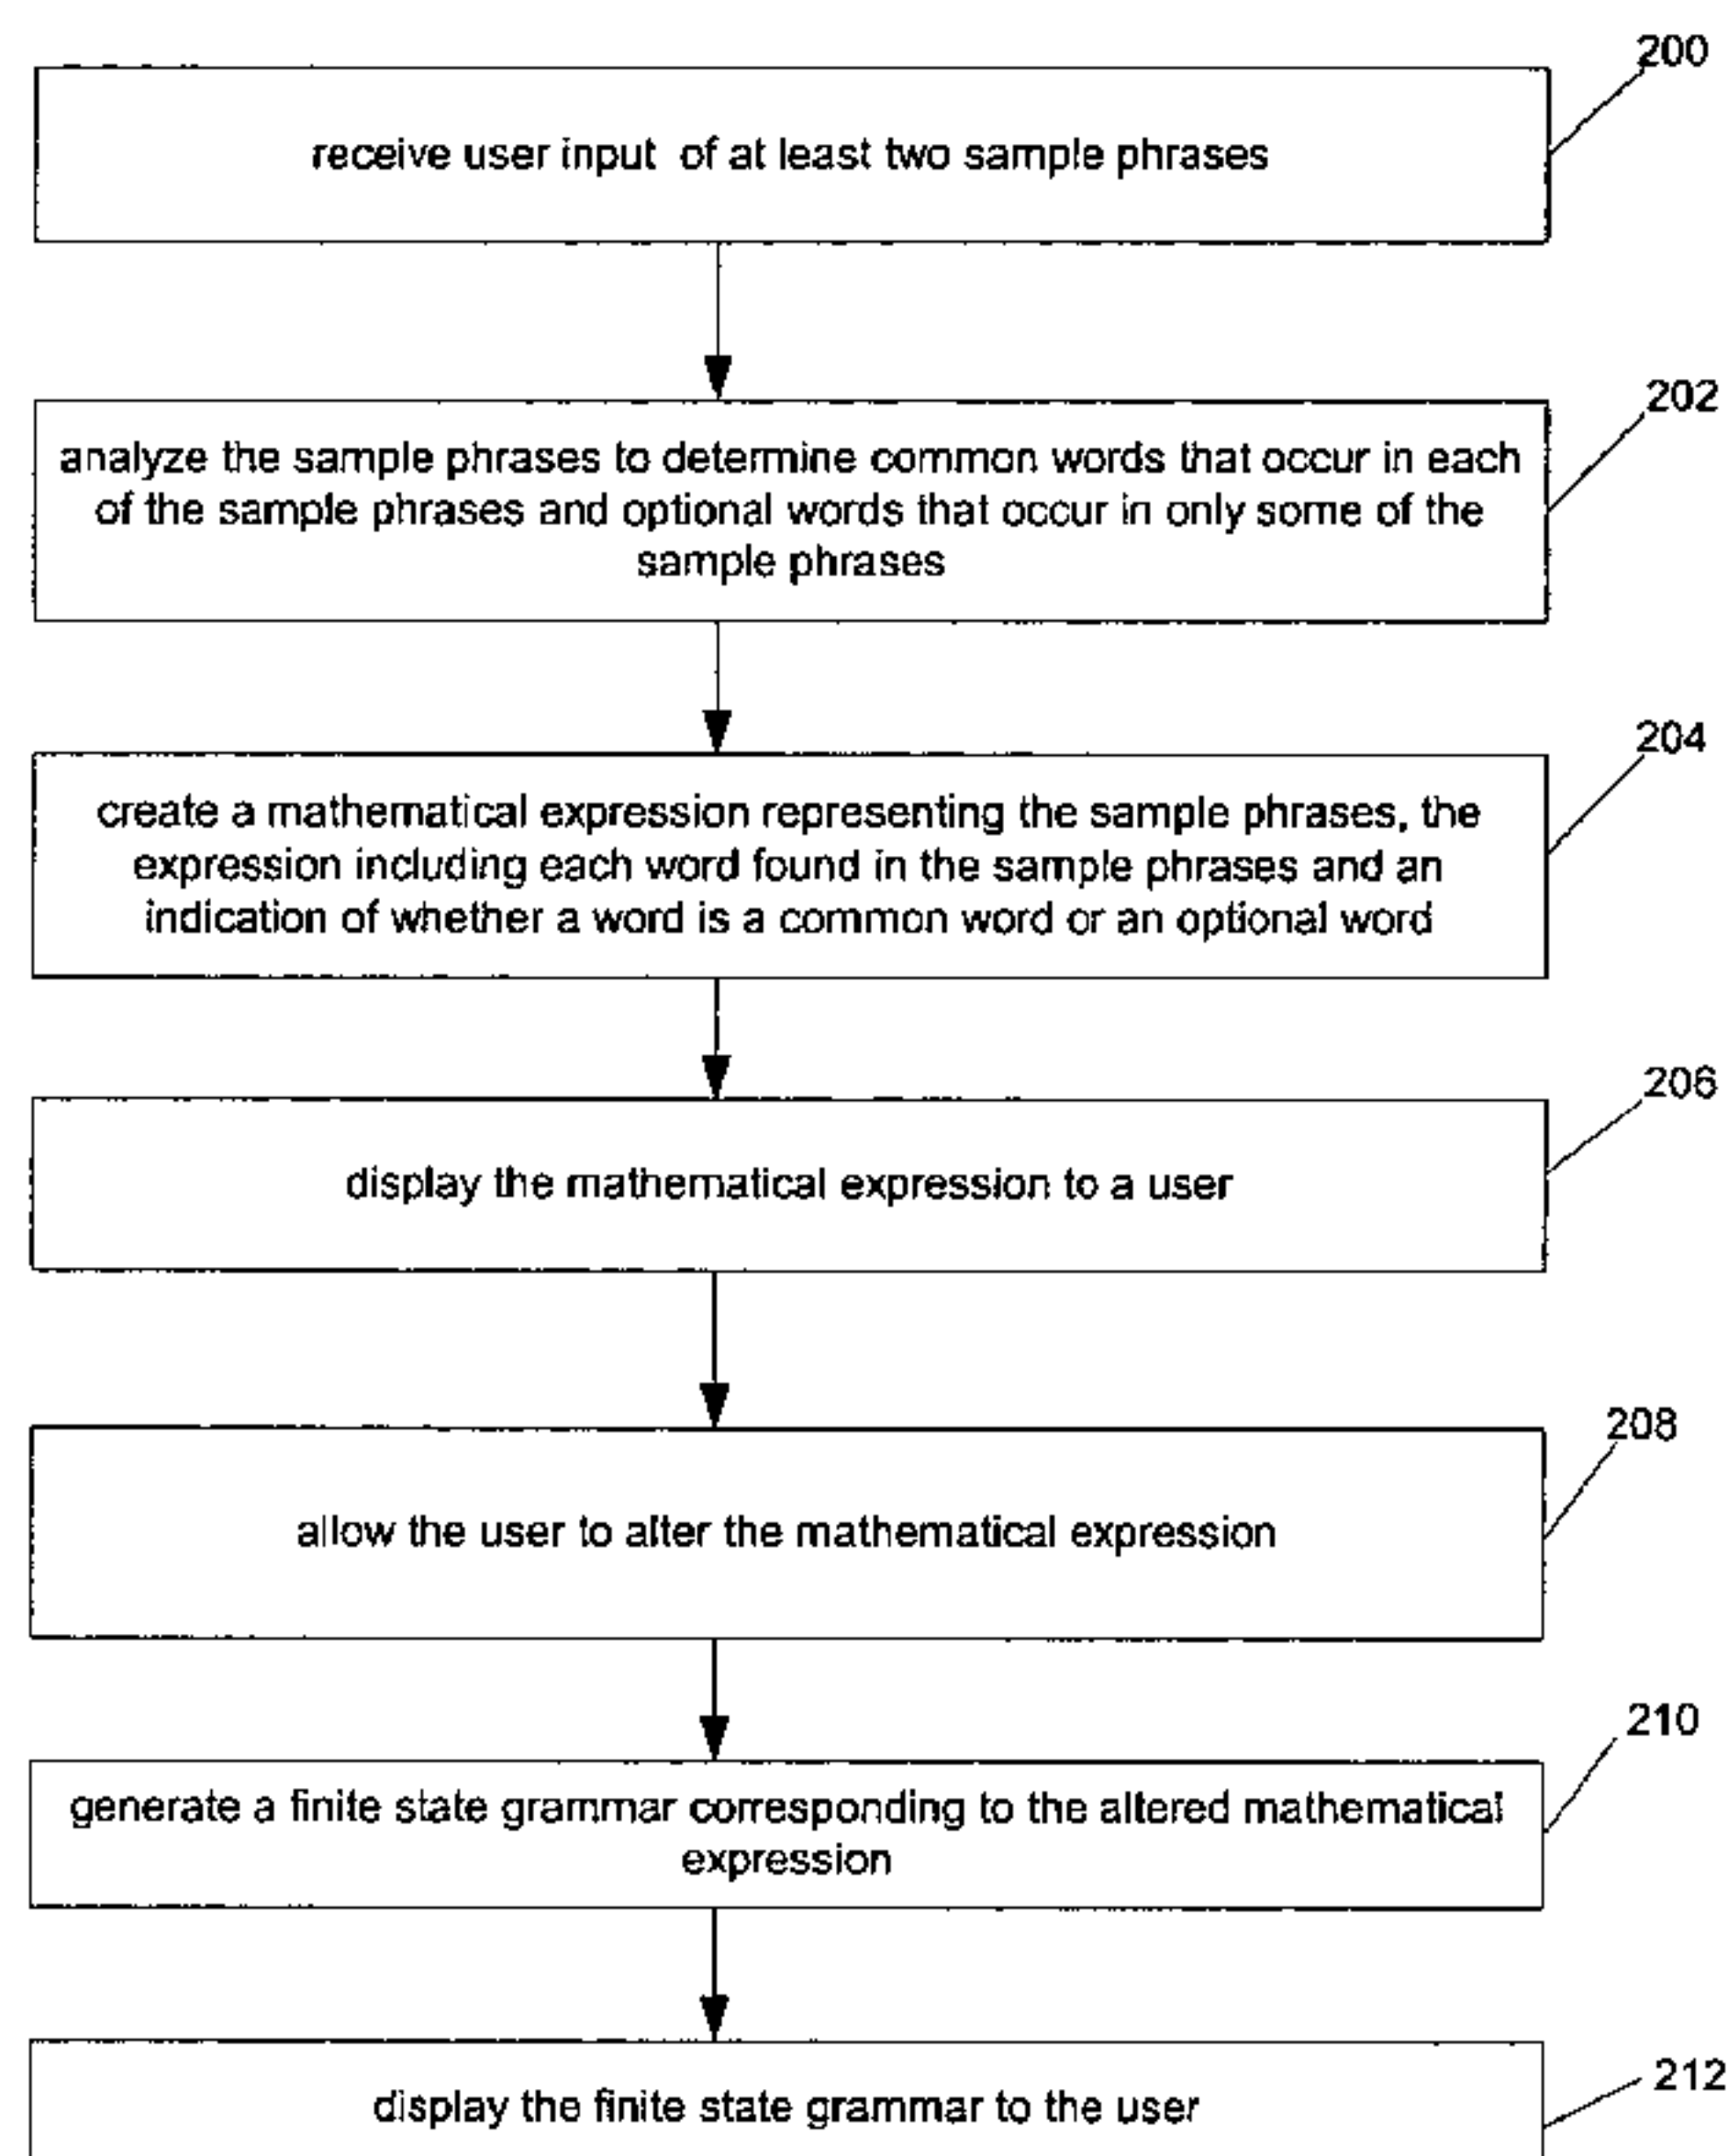 200
receive user input of at least two sample phrases
202
analyze the sample phrases to determine common words that occur in each
of the sample phrases and optional words that occur in only some of the
sample phrases
204
create a mathematical expression representing the sample phrases, the
expression including each word found in the sample phrases and an
indication of whether a word is a common word or an optional word
206
display the mathematical expression to a user
208
allow the user to alter the mathematical expression
210
generate a finite state grammar corresponding to the altered mathematical
expression
212
display the finite state grammar to the user